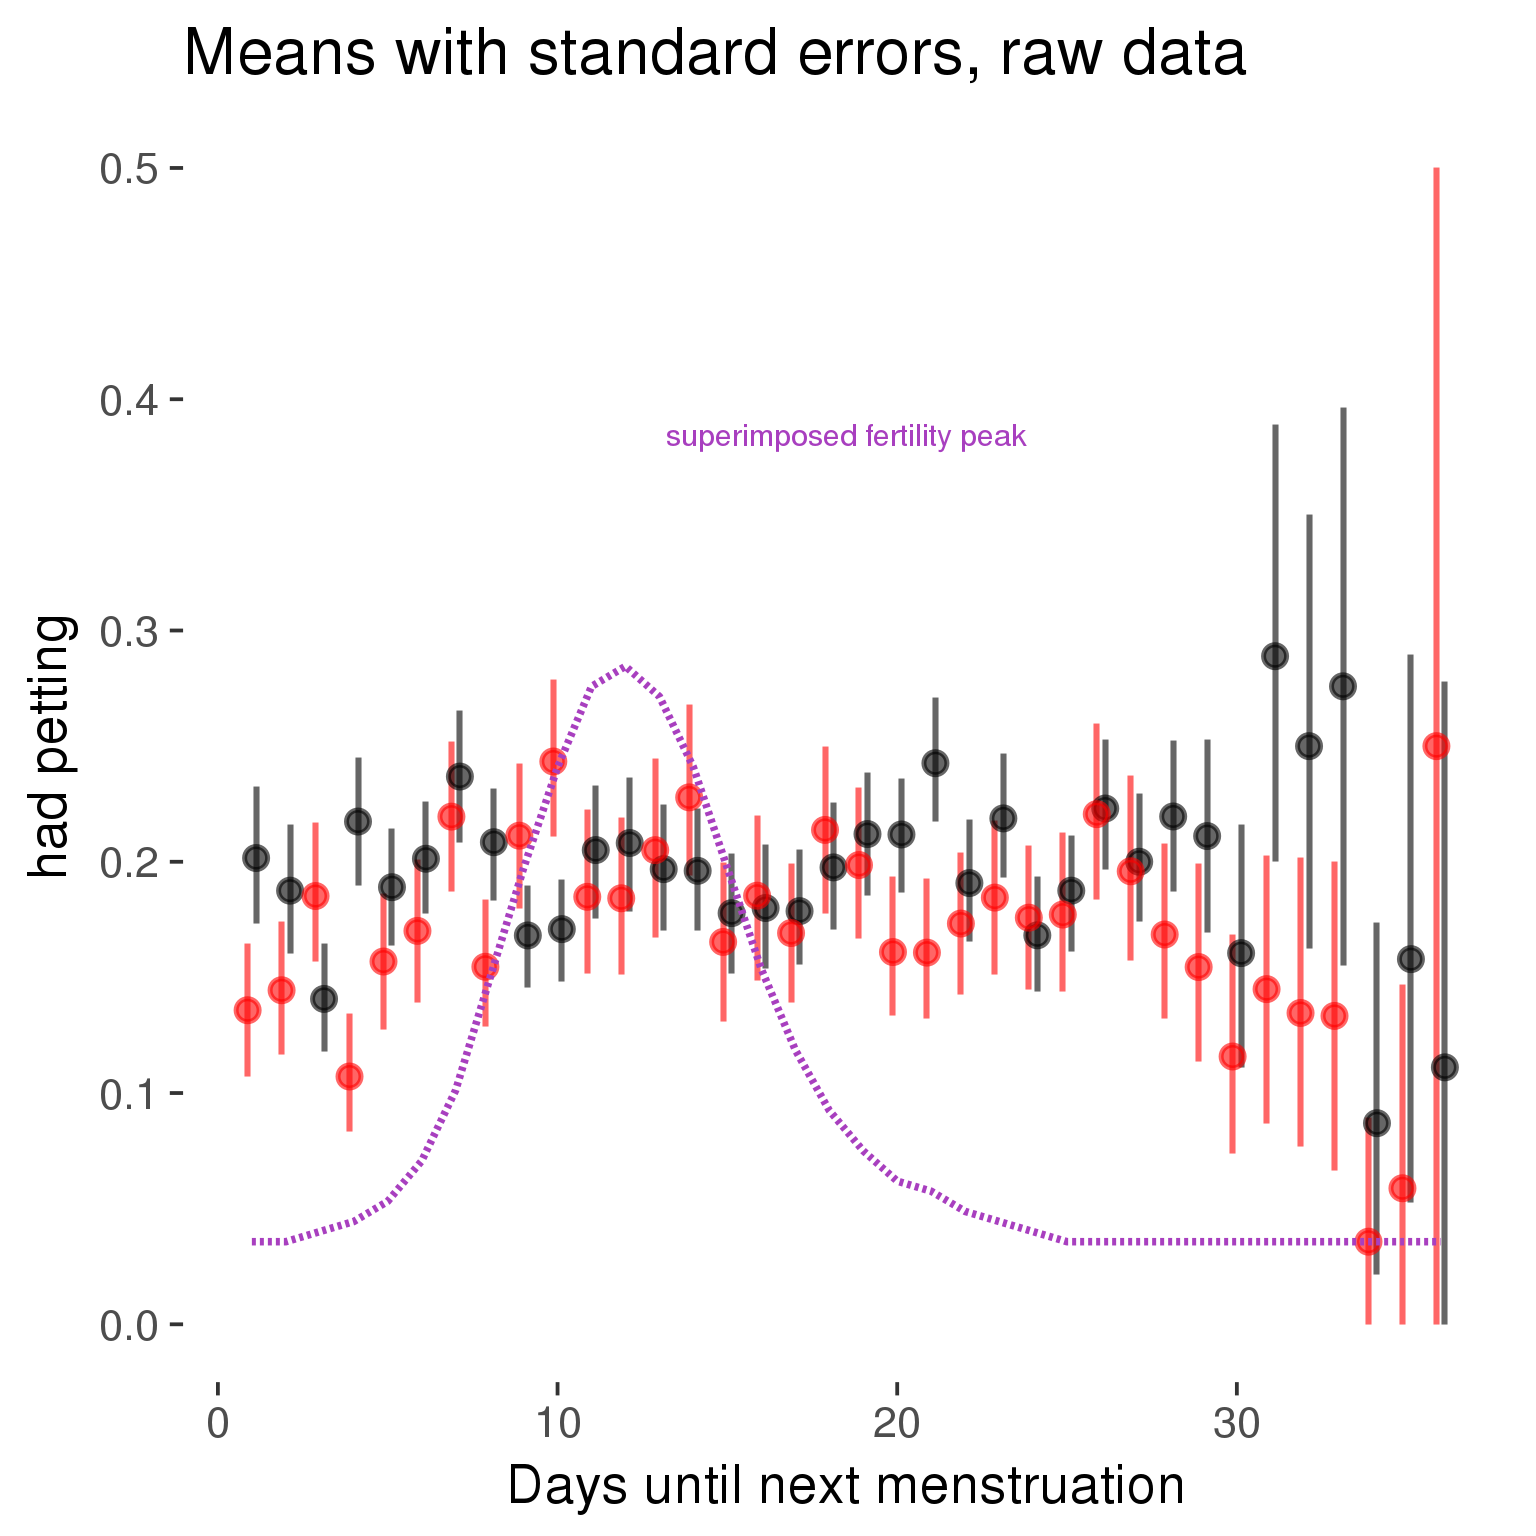 Means with standard errors, raw data
0.5
0.4
superimposed fertility peak
0.3
had petting
0.2
0.1
0.0
0 10 20 30
Days until next menstruation